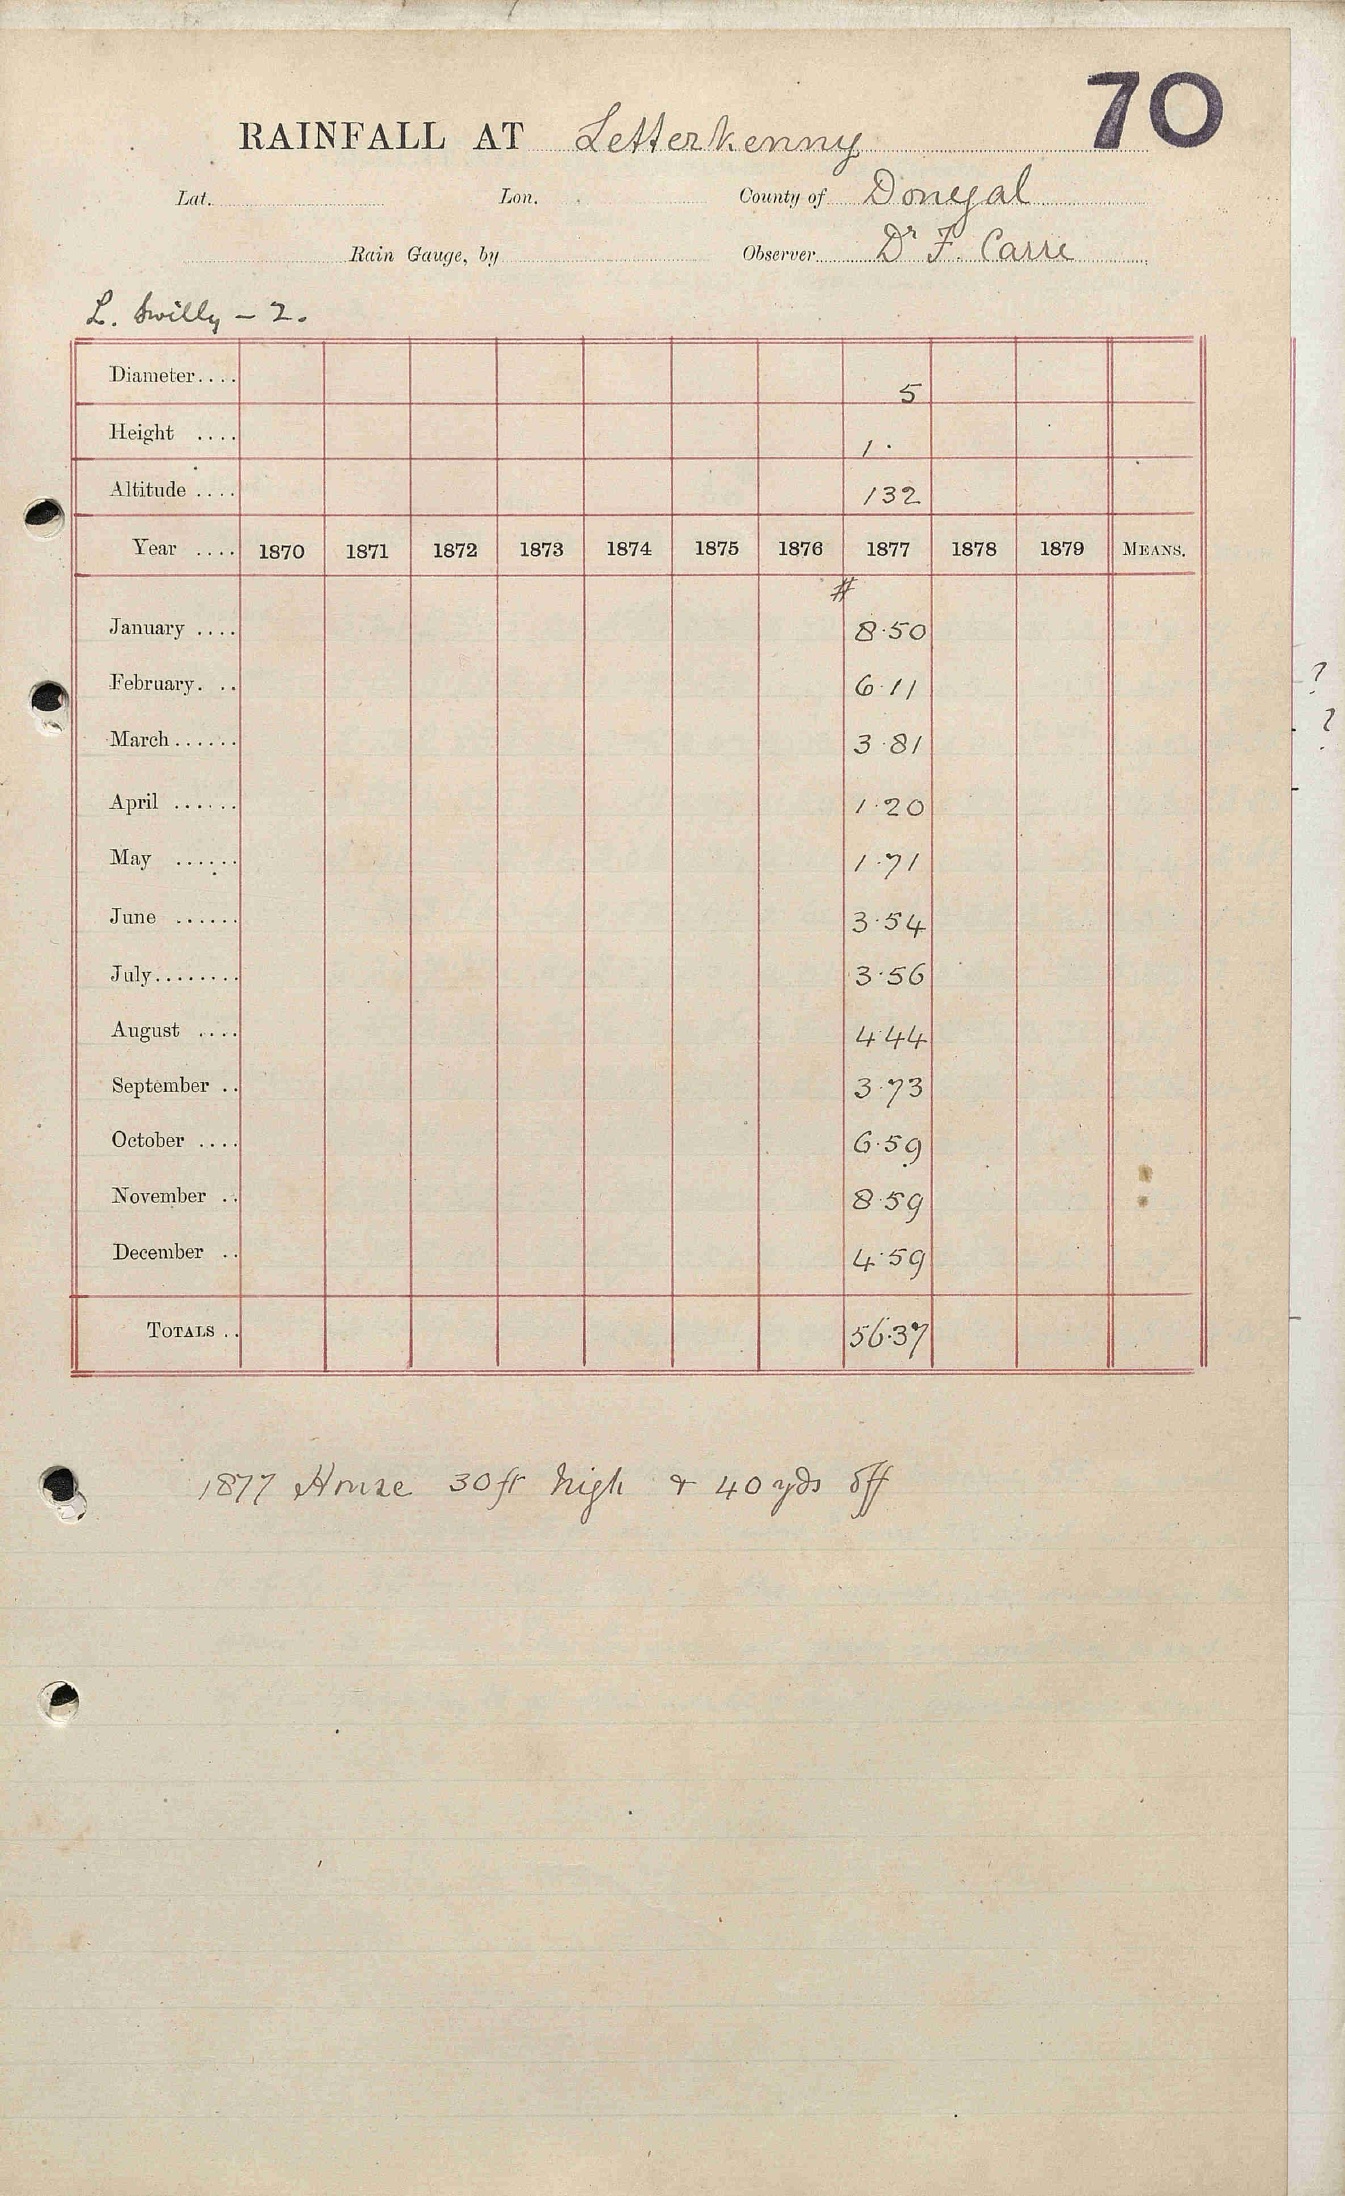 70
RAINFALL AT Letterkenny
Lat. Lon. County of Donegal
Rain Gauge, by Observer Dr F. Carre
L. Swilly - 2.
Diameter.... 5
Height .... 1.
Altitude .... 132
Year .... 1870 1871 1872 1873 1874 1875 1876 1877 1878 1879 MEANS.
#
January .... 8.50
February. .. 6.11
March...... 3.81
April ...... 1.20
May ...... 1.71
June ...... 3.54
July........ 3.56
August .... 4.44
September .. 3.73
October .... 6.59
November .. 8.59
December .. 4.59
TOTALS .. 56.37
1877 House 30ft high & 40 yds off
?
?